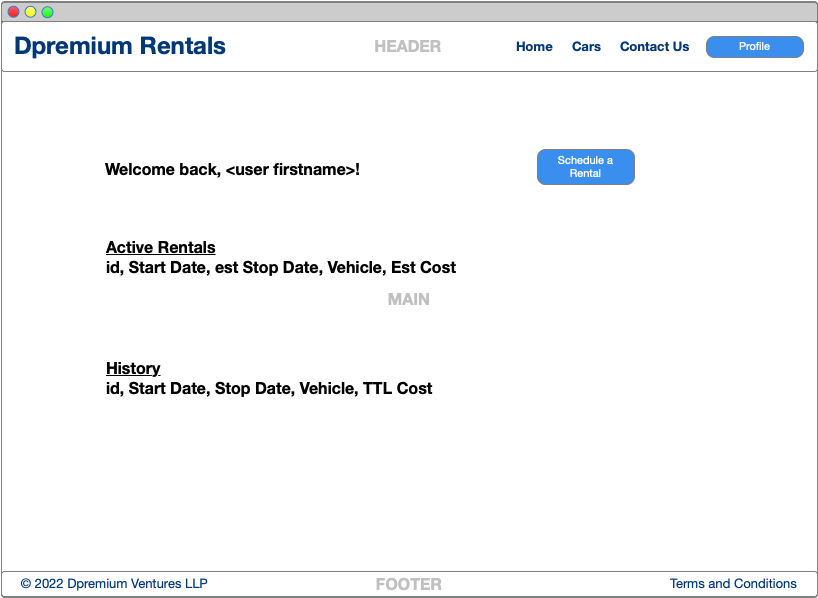 Dpremium Rentals HEADER Home Cars Contact Us Profile
Welcome back, <user firstname>!
Schedule a
Rental
Active Rentals
id, Start Date, est Stop Date, Vehicle, Est Cost
MAIN
History
id, Start Date, Stop Date, Vehicle, TTL Cost
© 2022 Dpremium Ventures LLP FOOTER Terms and Conditions